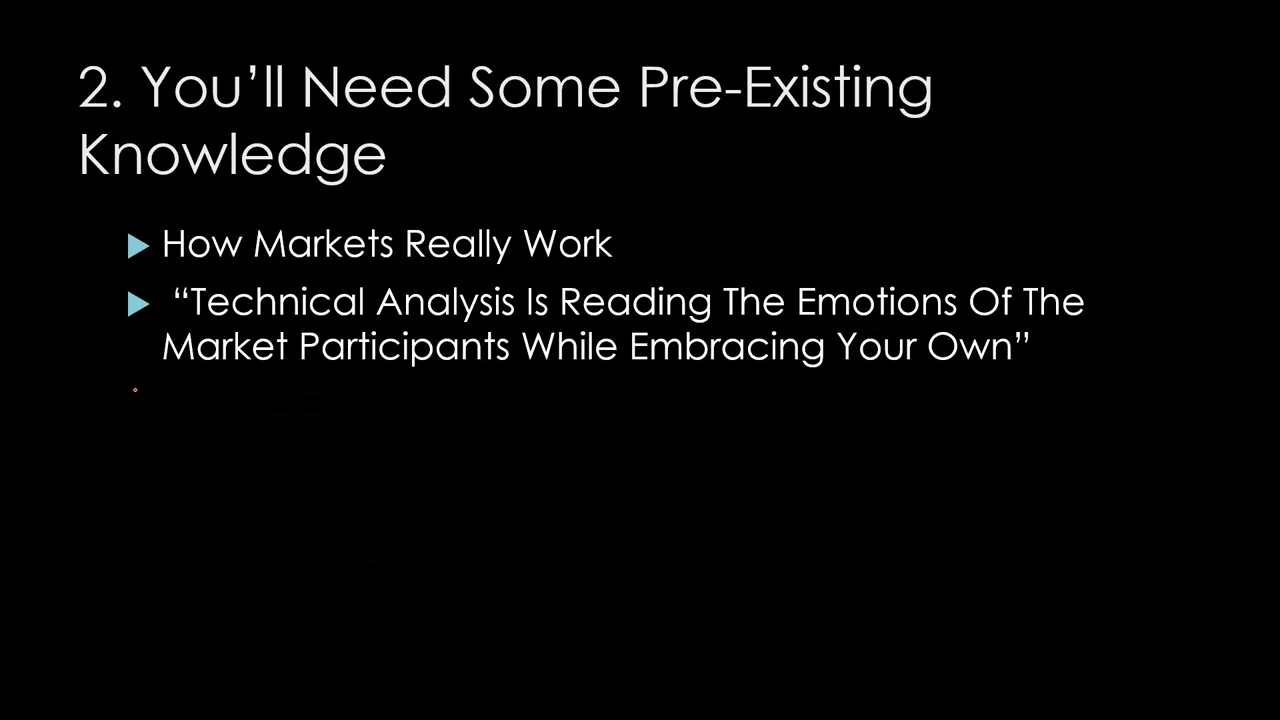 2. You’ll Need Some Pre-Existing
Knowledge
How Markets Really Work
“Technical Analysis Is Reading The Emotions Of The
Market Participants While Embracing Your Own”